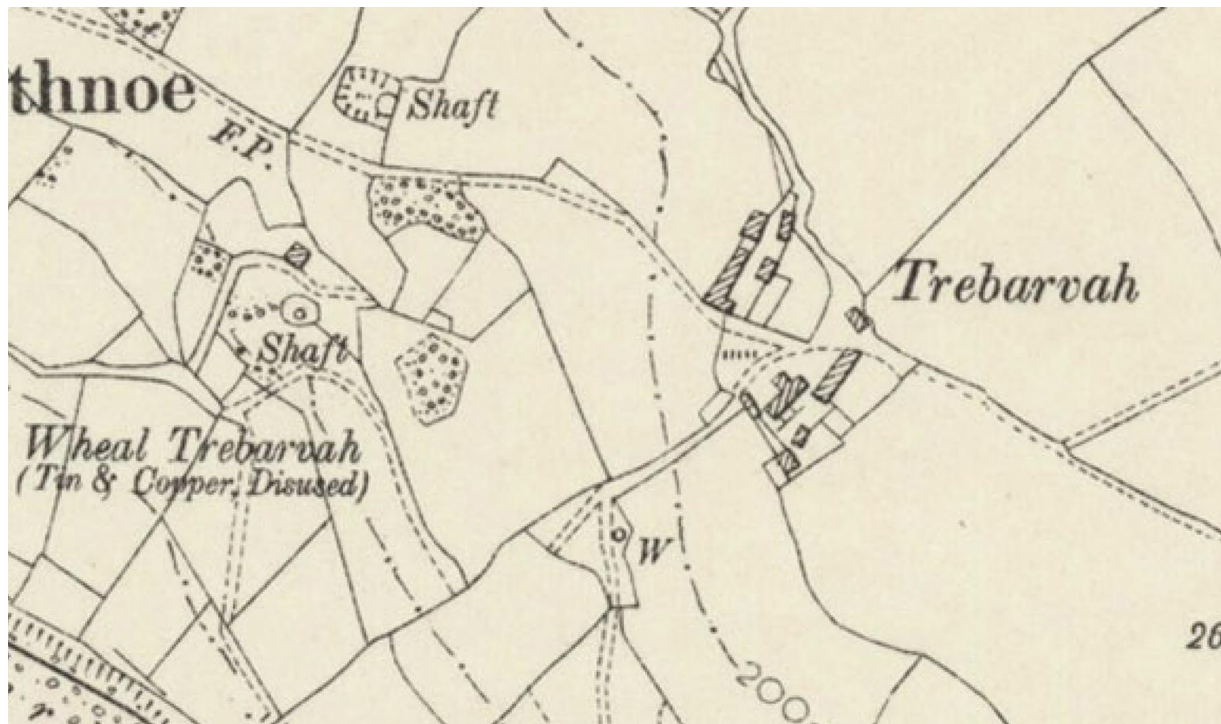 thnoe
Shaft
F.P.
Trebarvah
Shaft
Wheal Trebarvah
(Tin & Copper, Disused)
W
26
200